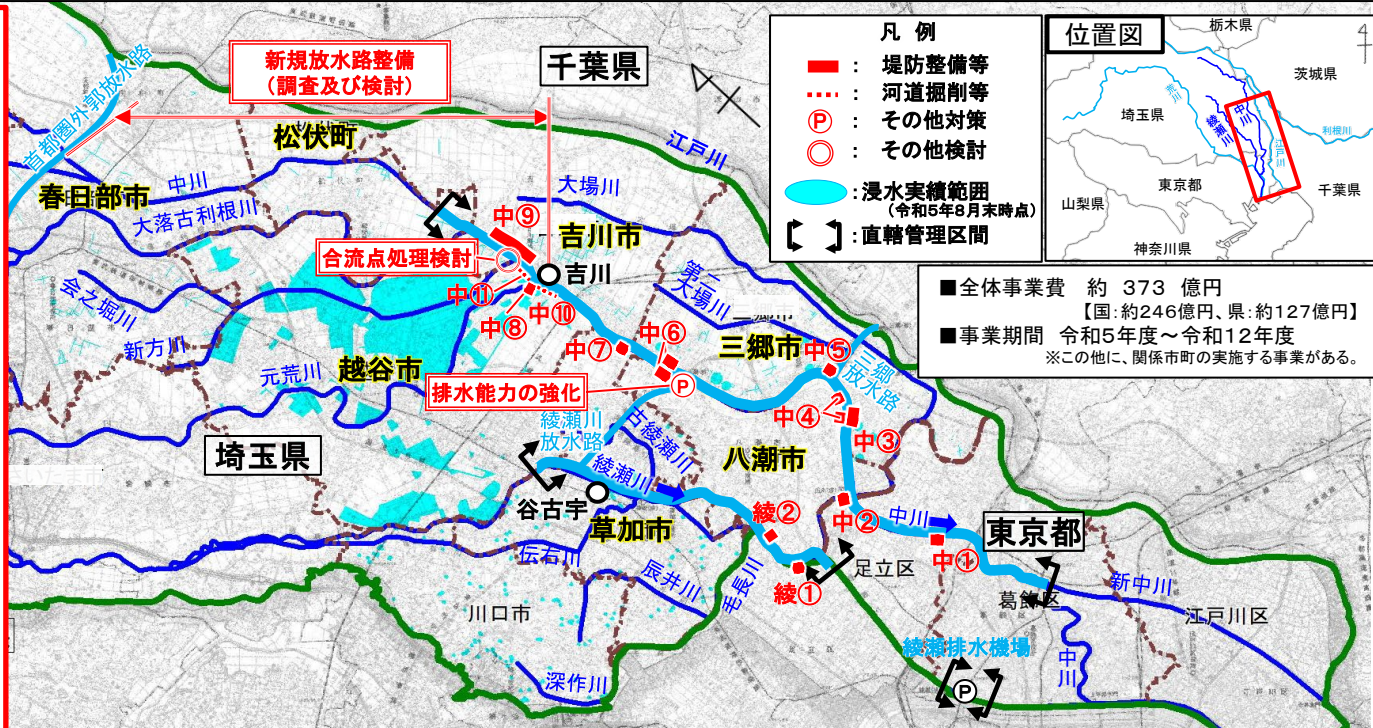 新規放水路整備
(調査及び検討)
千葉県
首都圏外郭放水路
松伏町
春日部市
中川
大落古利根川
江戸川
大場川
中⑨
吉川市
合流点処理検討
吉川
会之堀川
中⑪
中⑧
中⑩
第二
大場川
新方川
中⑦
中⑥
三郷市
中⑤
三郷
放水路
元荒川
越谷市
排水能力の強化
P
中④
中③
綾瀬川
放水路
古綾瀬川
埼玉県
八潮市
綾瀬川
谷古宇
草加市
綾②
中②
中川
中①
東京都
伝右川
辰井川
毛長川
綾①
足立区
川口市
葛飾区
新中川
江戸川区
深作川
綾瀬排水機場
P
中川
凡 例
: 堤防整備等
: 河道掘削等
P : その他対策
◎ : その他検討
: 浸水実績範囲
(令和5年8月末時点)
: 直轄管理区間
位置図
栃木県
茨城県
埼玉県
荒川
綾瀬川
中川
江戸川
利根川
東京都
千葉県
山梨県
神奈川県
■全体事業費 約 373 億円
【国:約246億円、県:約127億円】
■事業期間 令和5年度～令和12年度
※この他に、関係市町の実施する事業がある。